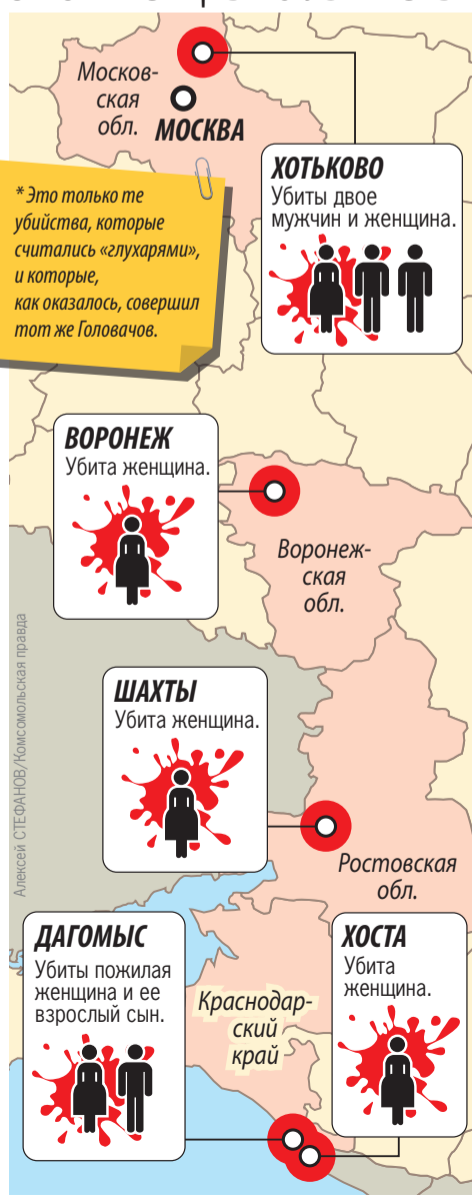 Москов-
ская
обл.
МОСКВА
ХОТЬКОВО
Убиты двое
мужчин и женщина.
* Это только те
убийства, которые
считались «глухарями»,
и которые,
как оказалось, совершил
тот же Головачов.
ВОРОНЕЖ
Убита женщина.
Воронеж-
ская
обл.
ШАХТЫ
Убита женщина.
Ростовская
обл.
Алексей СТЕФАНОВ/Комсомольская правда
ДАГОМЫС
Убиты пожилая
женщина и ее
взрослый сын.
Краснодар-
ский
край
ХОСТА
Убита
женщина.